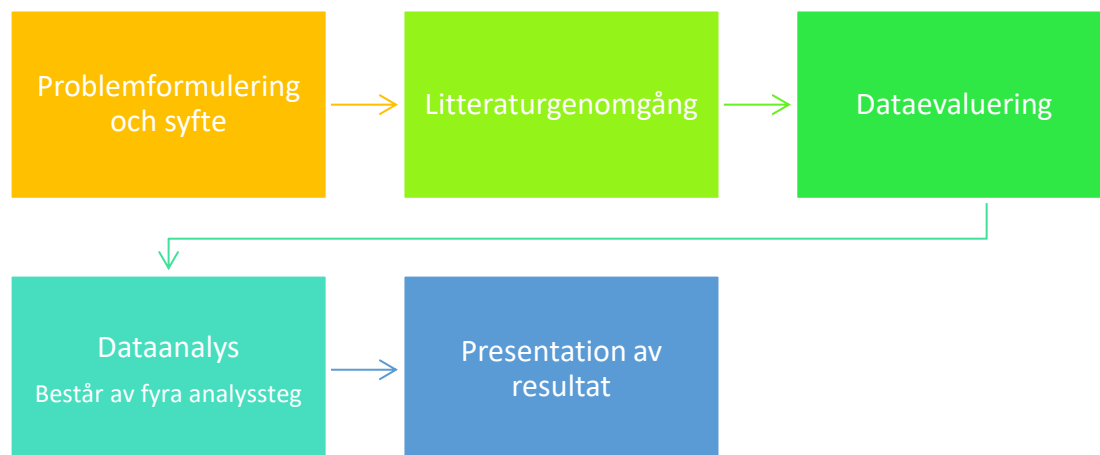 Problemformulering
och syfte
Litteraturgenomgång
Dataevaluering
Dataanalys
Består av fyra analyssteg
Presentation av
resultat